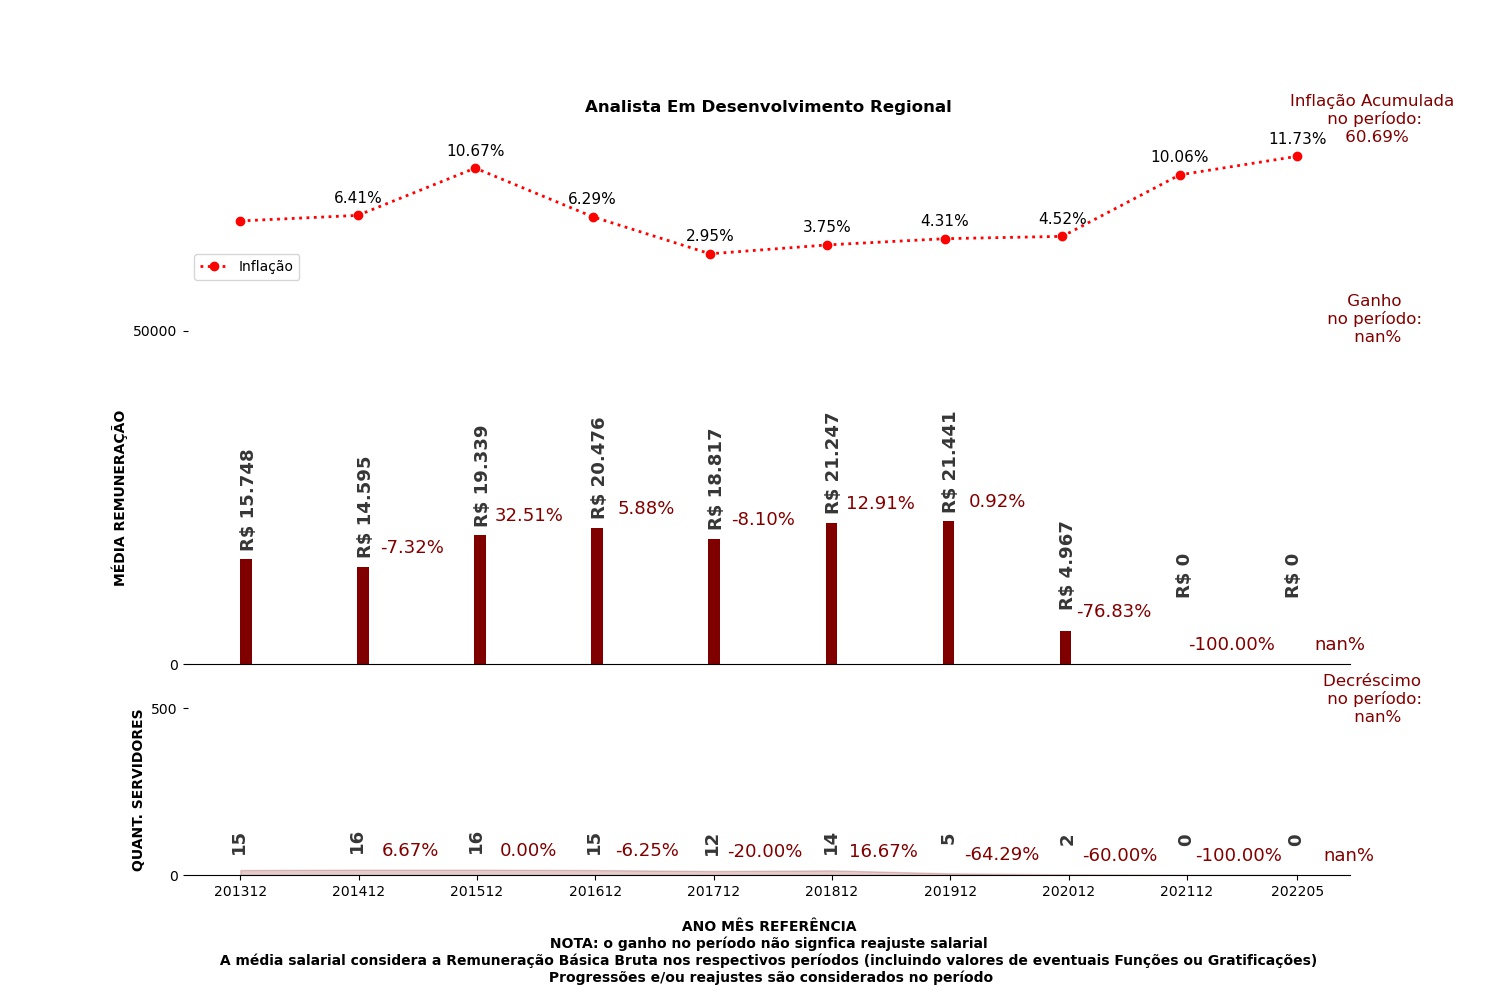 Analista Em Desenvolvimento Regional
Inflação Acumulada
no período:
60.69%
6.41%
10.67%
6.29%
2.95%
3.75%
4.31%
4.52%
10.06%
11.73%
Inflação
Ganho
no período:
nan%
MÉDIA REMUNERAÇÃO
50000
0
R$ 15.748
R$ 14.595
R$ 19.339
R$ 20.476
R$ 18.817
R$ 21.247
R$ 21.441
R$ 4.967
R$ 0
R$ 0
-7.32%
32.51%
5.88%
-8.10%
12.91%
0.92%
-76.83%
-100.00%
nan%
Decréscimo
no período:
nan%
QUANT. SERVIDORES
500
0
15
16
16
15
12
14
5
2
0
0
6.67%
0.00%
-6.25%
-20.00%
16.67%
-64.29%
-60.00%
-100.00%
nan%
201312
201412
201512
201612
201712
201812
201912
202012
202112
202205
ANO MÊS REFERÊNCIA
NOTA: o ganho no período não signfica reajuste salarial
A média salarial considera a Remuneração Básica Bruta nos respectivos períodos (incluindo valores de eventuais Funções ou Gratificações)
Progressões e/ou reajustes são considerados no período